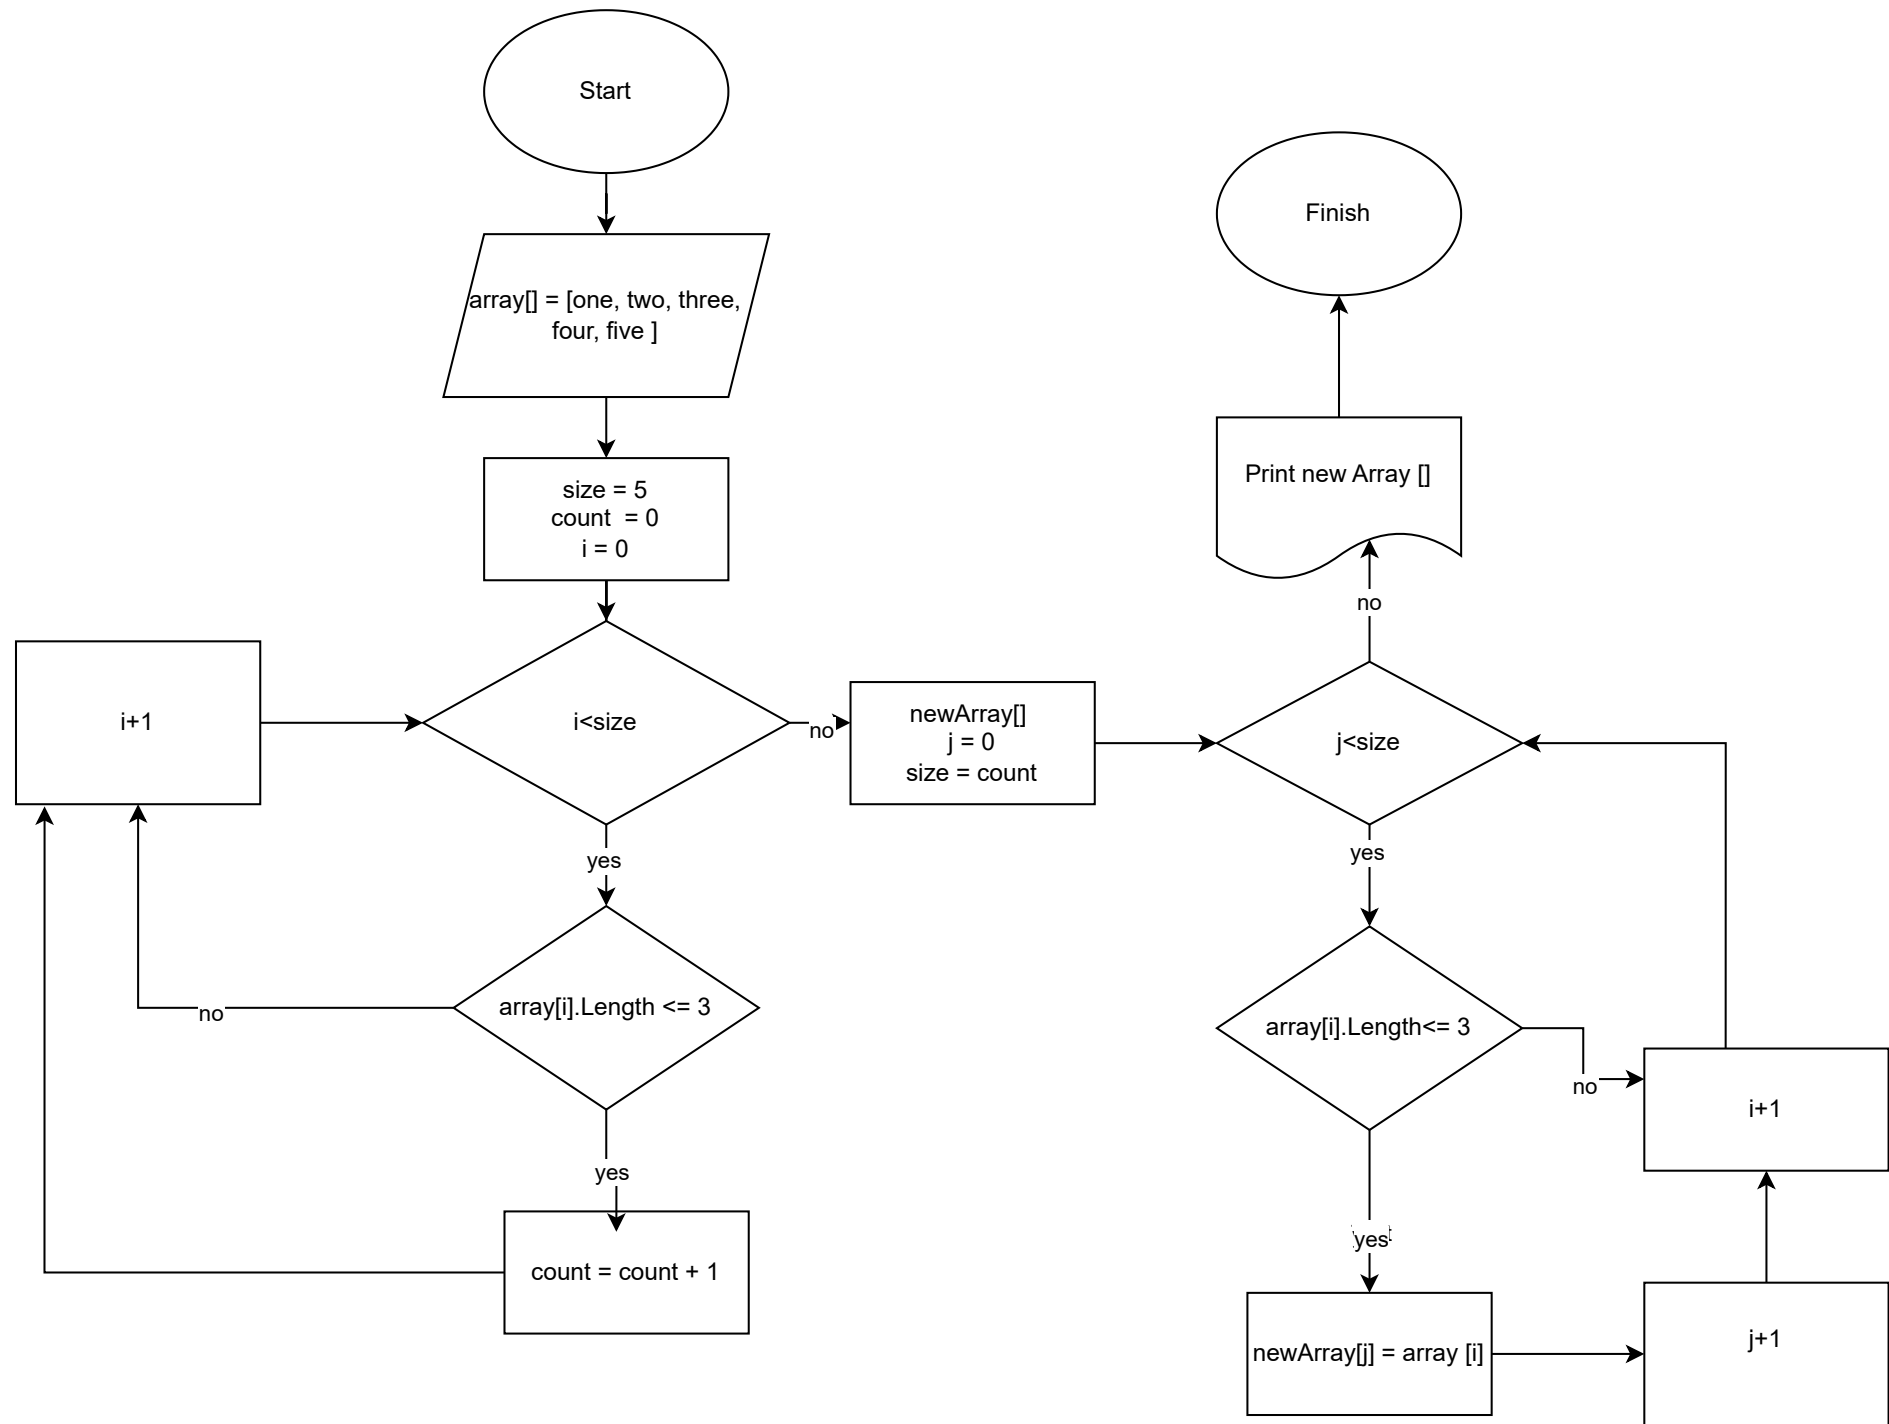 Start
array[] = [one, two, three,
four, five ]
size = 5
count  = 0
i = 0
i+1
i<size
no
yes
array[i].Length <= 3
no
yes
count = count + 1
newArray[]
j = 0
size = count
Finish
Print new Array []
no
j<size
yes
array[i].Length<= 3
no
i+1
yes
newArray[j] = array [i]
j+1